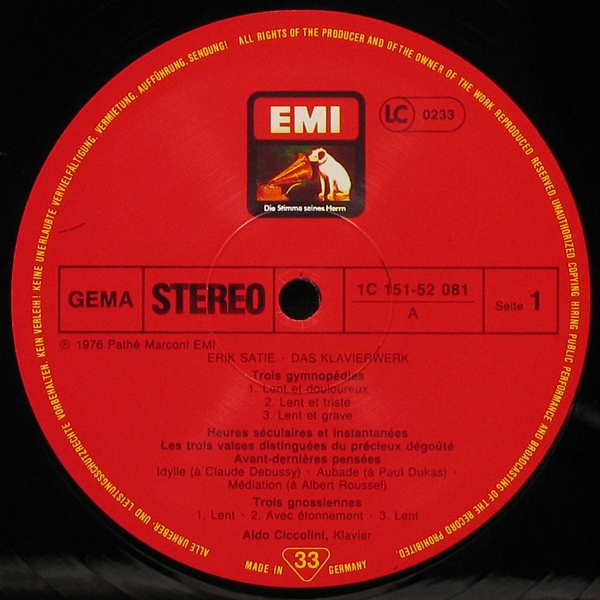 KEINE UNERLAUBTE VERVIELFÄLTIGUNG, VERMIETUNG, AUFFÜHRUNG, SENDUNG! ALL RIGHTS OF THE PRODUCER AND OF THE OWNER OF THE WORK REPRODUCED RESERVED UNAUTHORIZED COPYING HIRING PUBLIC PERFORMANCE AND BROADCASTING OF THE RECORD PROHIBITED
EMI
LC 0233
Die Stimme seines Herrn
GEMA STEREO 1C 151-52 081 Seite 1
A
℗ 1976 Pathé Marconi EMI
ERIK SATIE · DAS KLAVIERWERK
Trois gymnopédies
1. Lent et douloureux
2. Lent et triste
3. Lent et grave
Heures séculaires et instantanées
Les trois valses distinguées du précieux dégoûté
Avant-dernières pensées
Idylle (à Claude Debussy) · Aubade (à Paul Dukas) ·
Médiation (à Albert Roussel)
Trois gnossiennes
1. Lent · 2. Avec étonnement · 3. Lent
Aldo Ciccolini, Klavier
ALLE URHEBER- UND LEISTUNGSSCHUTZRECHTE VORBEHALTEN. KEIN VERLEIH!
MADE IN 33 GERMANY